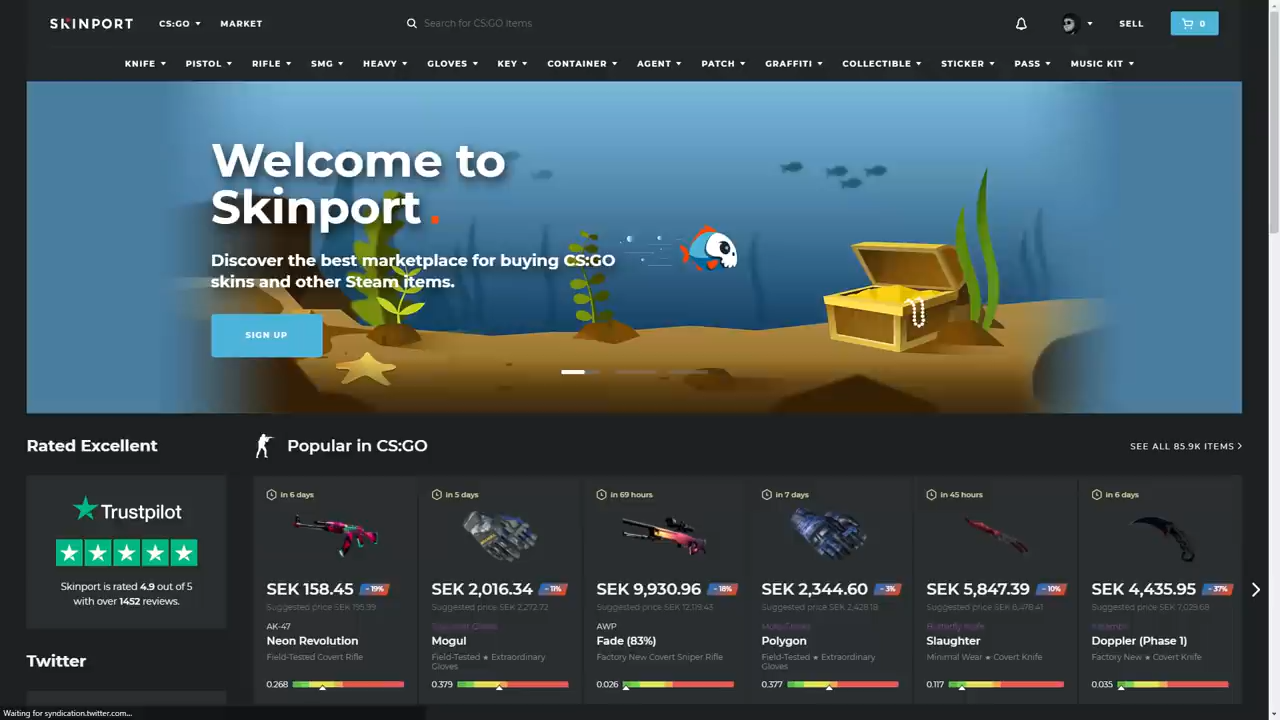 SKINPORT
CS:GO
MARKET
Search for CS:GO Items
SELL
0
KNIFE
PISTOL
RIFLE
SMG
HEAVY
GLOVES
KEY
CONTAINER
AGENT
PATCH
GRAFFITI
COLLECTIBLE
STICKER
PASS
MUSIC KIT
Welcome to
Skinport.
Discover the best marketplace for buying CS:GO
skins and other Steam items.
SIGN UP
Rated Excellent
Popular in CS:GO
SEE ALL 85.9K ITEMS
Trustpilot
Skinport is rated 4.9 out of 5
with over 1452 reviews.
Twitter
in 6 days
SEK 158.45
- 19%
Suggested price SEK 195.99
AK-47
Neon Revolution
Field-Tested Covert Rifle
0.268
in 5 days
SEK 2,016.34
- 11%
Suggested price SEK 2,272.72
Mogul
Field-Tested ★ Extraordinary
Gloves
0.379
in 69 hours
SEK 9,930.96
- 18%
Suggested price SEK 12,119.43
AWP
Fade (83%)
Factory New Covert Sniper Rifle
0.026
in 7 days
SEK 2,344.60
- 3%
Suggested price SEK 2,428.18
Polygon
Field-Tested ★ Extraordinary
Gloves
0.377
in 45 hours
SEK 5,847.39
- 10%
Suggested price SEK 6,478.41
Butterfly Knife
Slaughter
Minimal Wear ★ Covert Knife
0.117
in 6 days
SEK 4,435.95
- 37%
Suggested price SEK 7,029.68
Doppler (Phase 1)
Factory New ★ Covert Knife
0.035
Waiting for syndication.twitter.com...